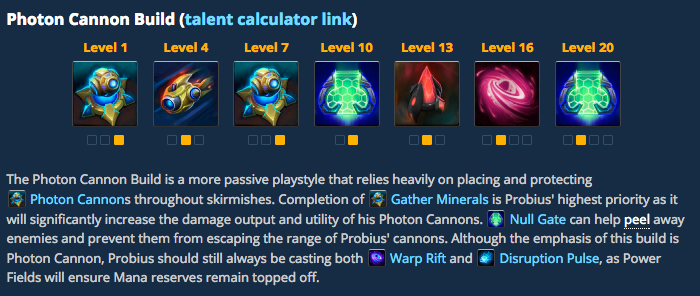 Photon Cannon Build (talent calculator link)
Level 1 Level 4 Level 7 Level 10 Level 13 Level 16 Level 20
The Photon Cannon Build is a more passive playstyle that relies heavily on placing and protecting
Photon Cannons throughout skirmishes. Completion of Gather Minerals is Probius' highest priority as it
will significantly increase the damage output and utility of his Photon Cannons. Null Gate can help peel away
enemies and prevent them from escaping the range of Probius' cannons. Although the emphasis of this build is
Photon Cannon, Probius should still always be casting both Warp Rift and Disruption Pulse, as Power
Fields will ensure Mana reserves remain topped off.